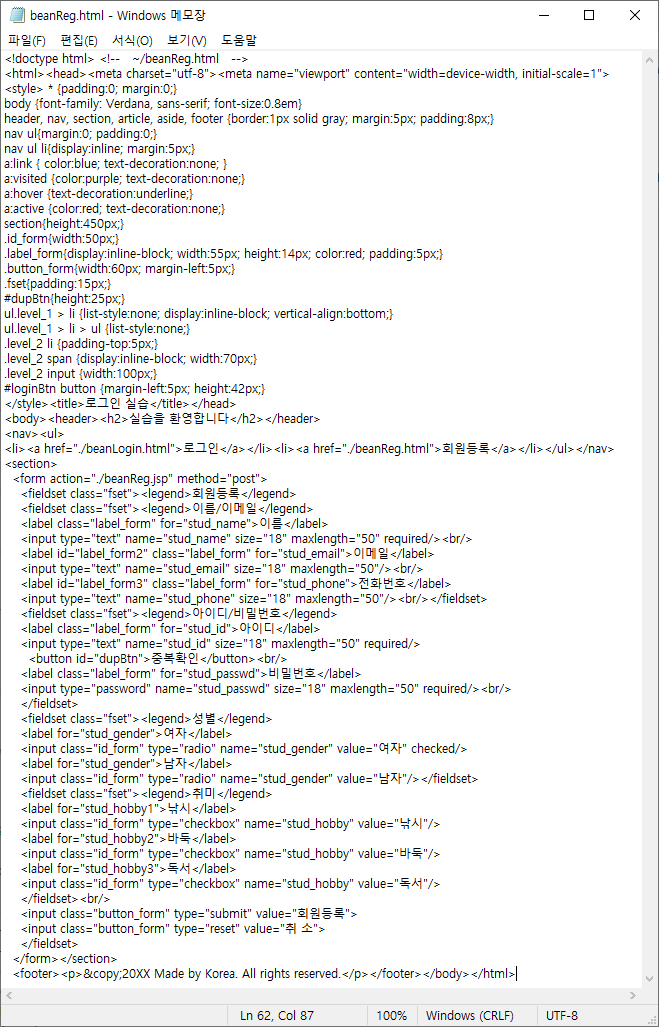 beanReg.html - Windows 메모장
파일(F) 편집(E) 서식(O) 보기(V) 도움말
<!doctype html> <!-- ~/beanReg.html -->
<html><head><meta charset="utf-8"><meta name="viewport" content="width=device-width, initial-scale=1">
<style> * {padding:0; margin:0;}
body {font-family: Verdana, sans-serif; font-size:0.8em}
header, nav, section, article, aside, footer {border:1px solid gray; margin:5px; padding:8px;}
nav ul{margin:0; padding:0;}
nav ul li{display:inline; margin:5px;}
a:link { color:blue; text-decoration:none; }
a:visited {color:purple; text-decoration:none;}
a:hover {text-decoration:underline;}
a:active {color:red; text-decoration:none;}
section{height:450px;}
.id_form{width:50px;}
.label_form{display:inline-block; width:55px; height:14px; color:red; padding:5px;}
.button_form{width:60px; margin-left:5px;}
.fset{padding:15px;}
#dupBtn{height:25px;}
ul.level_1 > li {list-style:none; display:inline-block; vertical-align:bottom;}
ul.level_1 > li > ul {list-style:none;}
.level_2 li {padding-top:5px;}
.level_2 span {display:inline-block; width:70px;}
.level_2 input {width:100px;}
#loginBtn button {margin-left:5px; height:42px;}
</style><title>로그인 실습</title></head>
<body><header><h2>실습을 환영합니다</h2></header>
<nav><ul>
<li><a href="./beanLogin.html">로그인</a></li><li><a href="./beanReg.html">회원등록</a></li></ul></nav>
<section>
<form action="./beanReg.jsp" method="post">
<fieldset class="fset"><legend>회원등록</legend>
<fieldset class="fset"><legend>이름/이메일</legend>
<label class="label_form" for="stud_name">이름</label>
<input type="text" name="stud_name" size="18" maxlength="50" required/><br/>
<label id="label_form2" class="label_form" for="stud_email">이메일</label>
<input type="text" name="stud_email" size="18" maxlength="50"/><br/>
<label id="label_form3" class="label_form" for="stud_phone">전화번호</label>
<input type="text" name="stud_phone" size="18" maxlength="50"/><br/></fieldset>
<fieldset class="fset"><legend>아이디/비밀번호</legend>
<label class="label_form" for="stud_id">아이디</label>
<input type="text" name="stud_id" size="18" maxlength="50" required/>
<button id="dupBtn">중복확인</button><br/>
<label class="label_form" for="stud_passwd">비밀번호</label>
<input type="password" name="stud_passwd" size="18" maxlength="50" required/><br/>
</fieldset>
<fieldset class="fset"><legend>성별</legend>
<label for="stud_gender">여자</label>
<input class="id_form" type="radio" name="stud_gender" value="여자" checked/>
<label for="stud_gender">남자</label>
<input class="id_form" type="radio" name="stud_gender" value="남자"/></fieldset>
<fieldset class="fset"><legend>취미</legend>
<label for="stud_hobby1">낚시</label>
<input class="id_form" type="checkbox" name="stud_hobby" value="낚시"/>
<label for="stud_hobby2">바둑</label>
<input class="id_form" type="checkbox" name="stud_hobby" value="바둑"/>
<label for="stud_hobby3">독서</label>
<input class="id_form" type="checkbox" name="stud_hobby" value="독서"/>
</fieldset><br/>
<input class="button_form" type="submit" value="회원등록">
<input class="button_form" type="reset" value="취 소">
</fieldset>
</form></section>
<footer><p>&copy;20XX Made by Korea. All rights reserved.</p></footer></body></html>
Ln 62, Col 87 100% Windows (CRLF) UTF-8